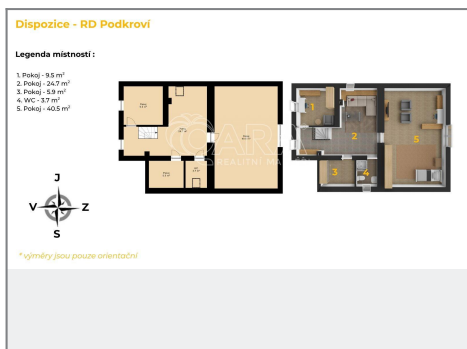 Dispozice - RD Podkroví
Legenda místností :
1. Pokoj - 9.5 m²
2. Pokoj - 24.7 m²
3. Pokoj - 5.9 m²
4. WC - 3.7 m²
5. Pokoj - 40.5 m²
1
2
3
4
5
REALITNÍ
J
V
Z
S
* výměry jsou pouze orientační